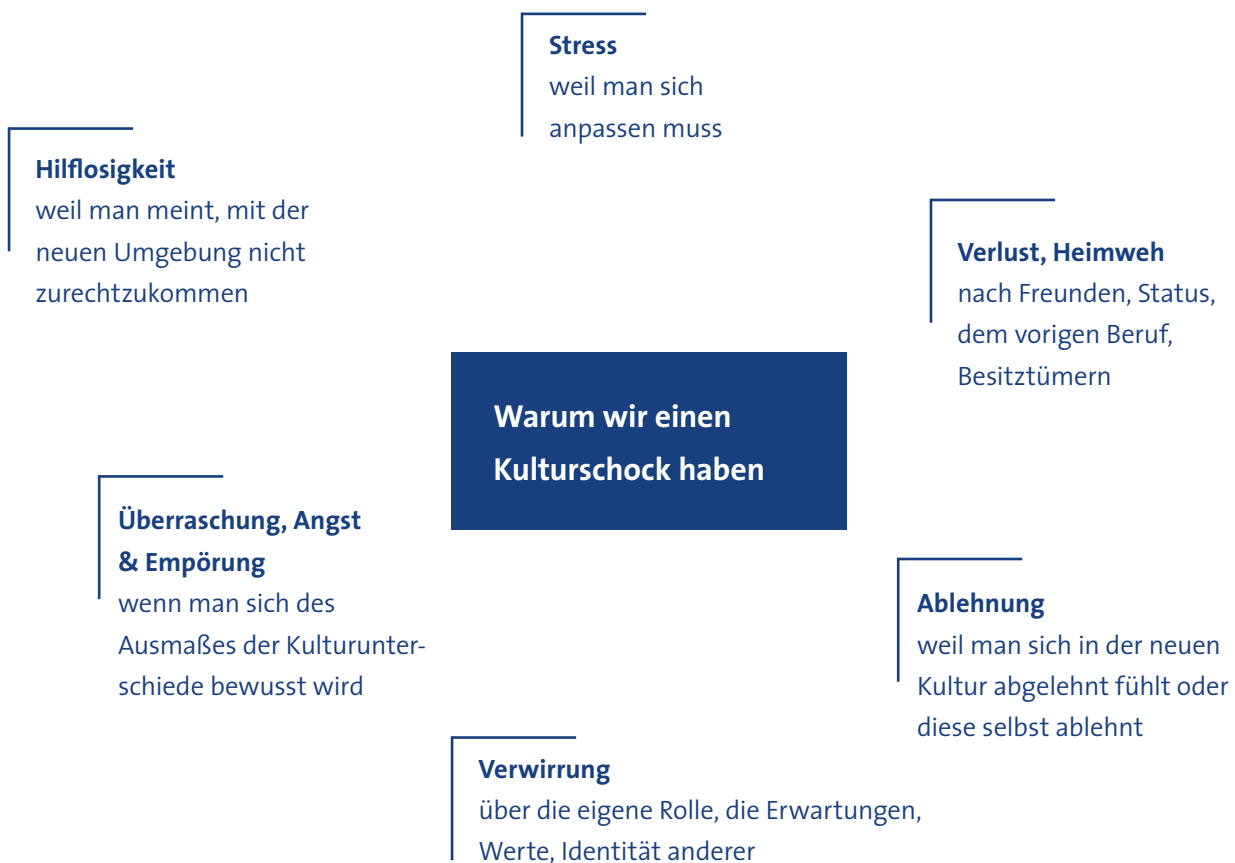 Stress
weil man sich
anpassen muss
Hilflosigkeit
weil man meint, mit der
neuen Umgebung nicht
zurechtzukommen
Verlust, Heimweh
nach Freunden, Status,
dem vorigen Beruf,
Besitztümern
Warum wir einen
Kulturschock haben
Überraschung, Angst
& Empörung
wenn man sich des
Ausmaßes der Kulturunter-
schiede bewusst wird
Ablehnung
weil man sich in der neuen
Kultur abgelehnt fühlt oder
diese selbst ablehnt
Verwirrung
über die eigene Rolle, die Erwartungen,
Werte, Identität anderer